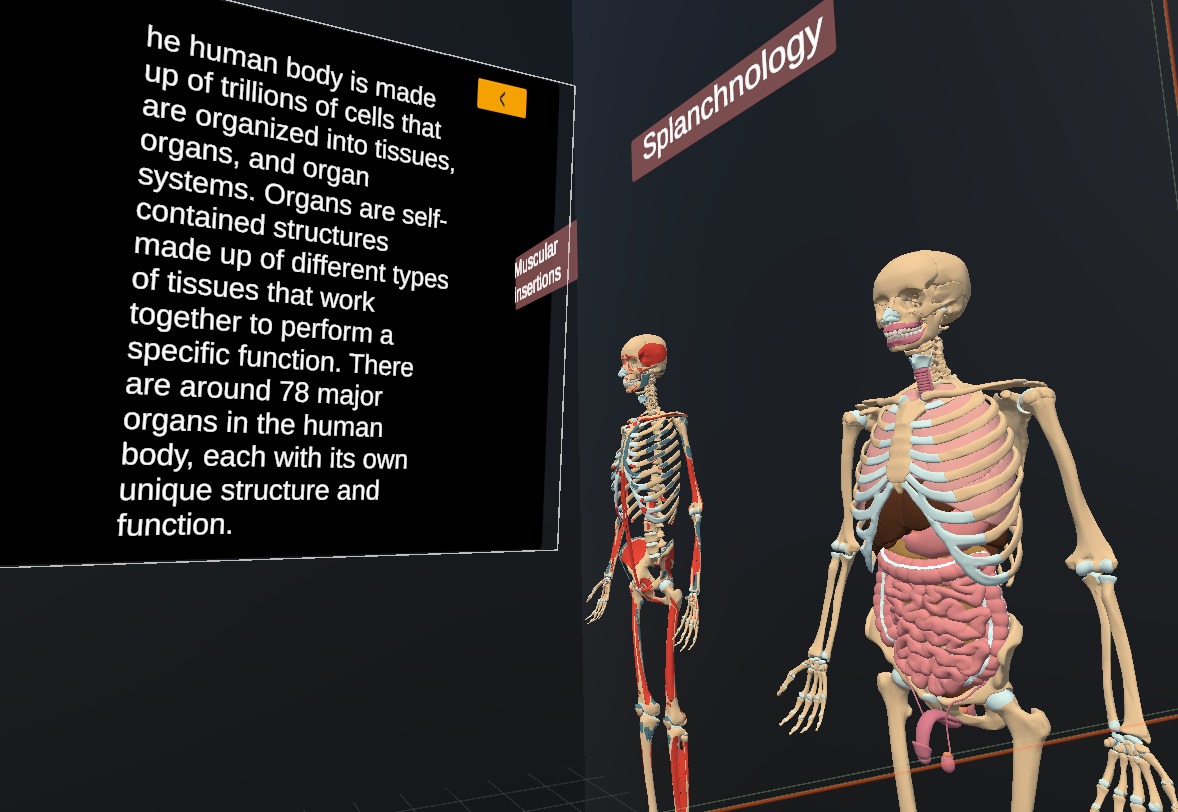 he human body is made
up of trillions of cells that
are organized into tissues,
organs, and organ
systems. Organs are self-
contained structures
made up of different types
of tissues that work
together to perform a
specific function. There
are around 78 major
organs in the human
body, each with its own
unique structure and
function.
Muscular
insertions
Splanchnology